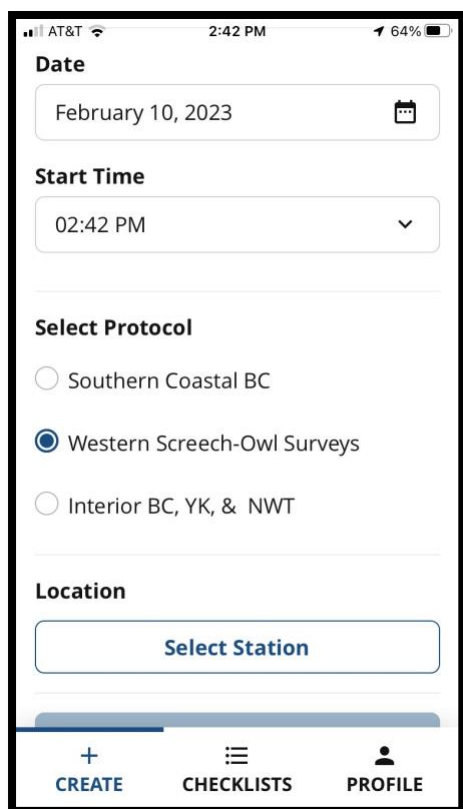 AT&T 2:42 PM 64%
Date
February 10, 2023
Start Time
02:42 PM
Select Protocol
Southern Coastal BC
Western Screech-Owl Surveys
Interior BC, YK, & NWT
Location
Select Station
CREATE CHECKLISTS PROFILE